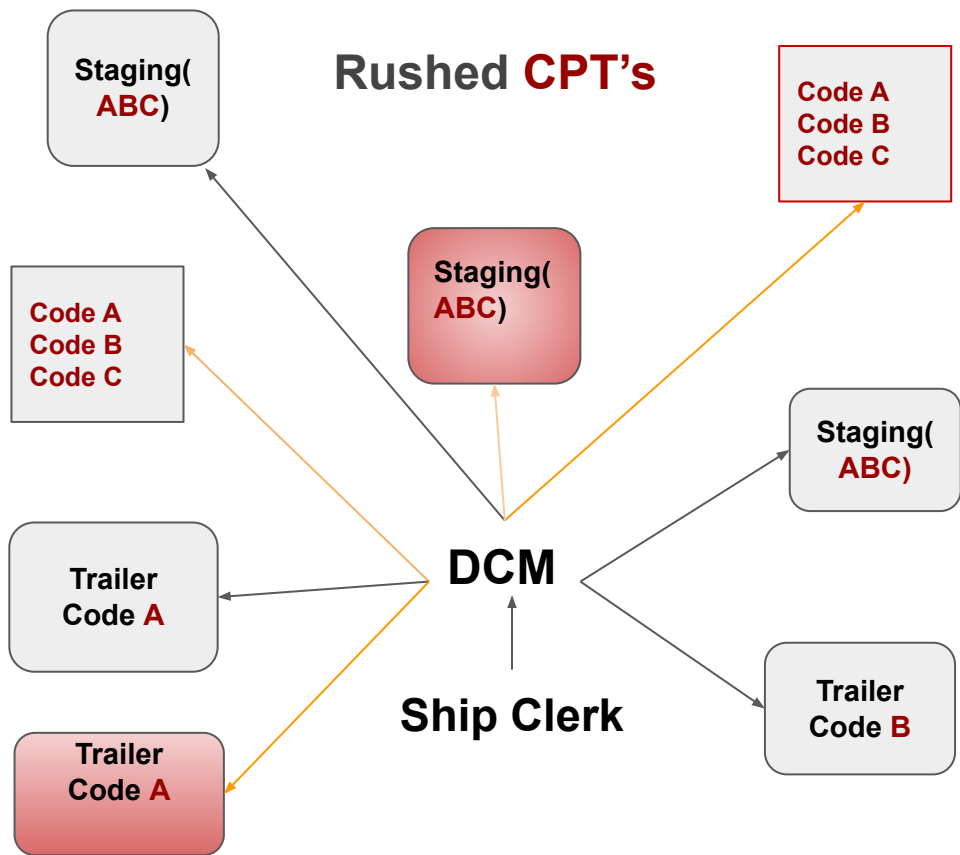 Rushed CPT’s
Staging(
ABC)
Code A
Code B
Code C
Staging(
ABC)
Code A
Code B
Code C
Staging(
ABC)
DCM
Trailer
Code A
Ship Clerk
Trailer
Code B
Trailer
Code A